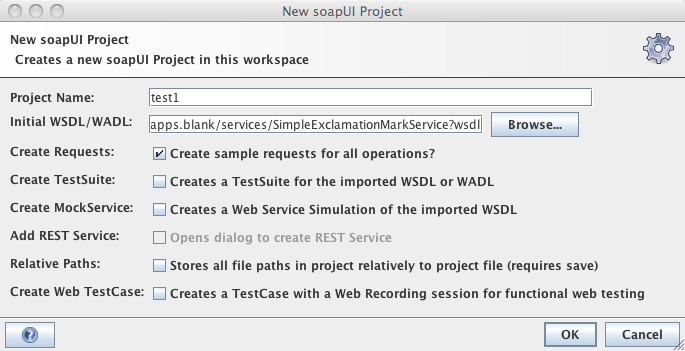 New soapUI Project
New soapUI Project
Creates a new soapUI Project in this workspace
Project Name: test1
Initial WSDL/WADL: apps.blank/services/SimpleExclamationMarkService?wsdl Browse...
Create Requests: Create sample requests for all operations?
Create TestSuite: Creates a TestSuite for the imported WSDL or WADL
Create MockService: Creates a Web Service Simulation of the imported WSDL
Add REST Service: Opens dialog to create REST Service
Relative Paths: Stores all file paths in project relatively to project file (requires save)
Create Web TestCase: Creates a TestCase with a Web Recording session for functional web testing
? OK Cancel